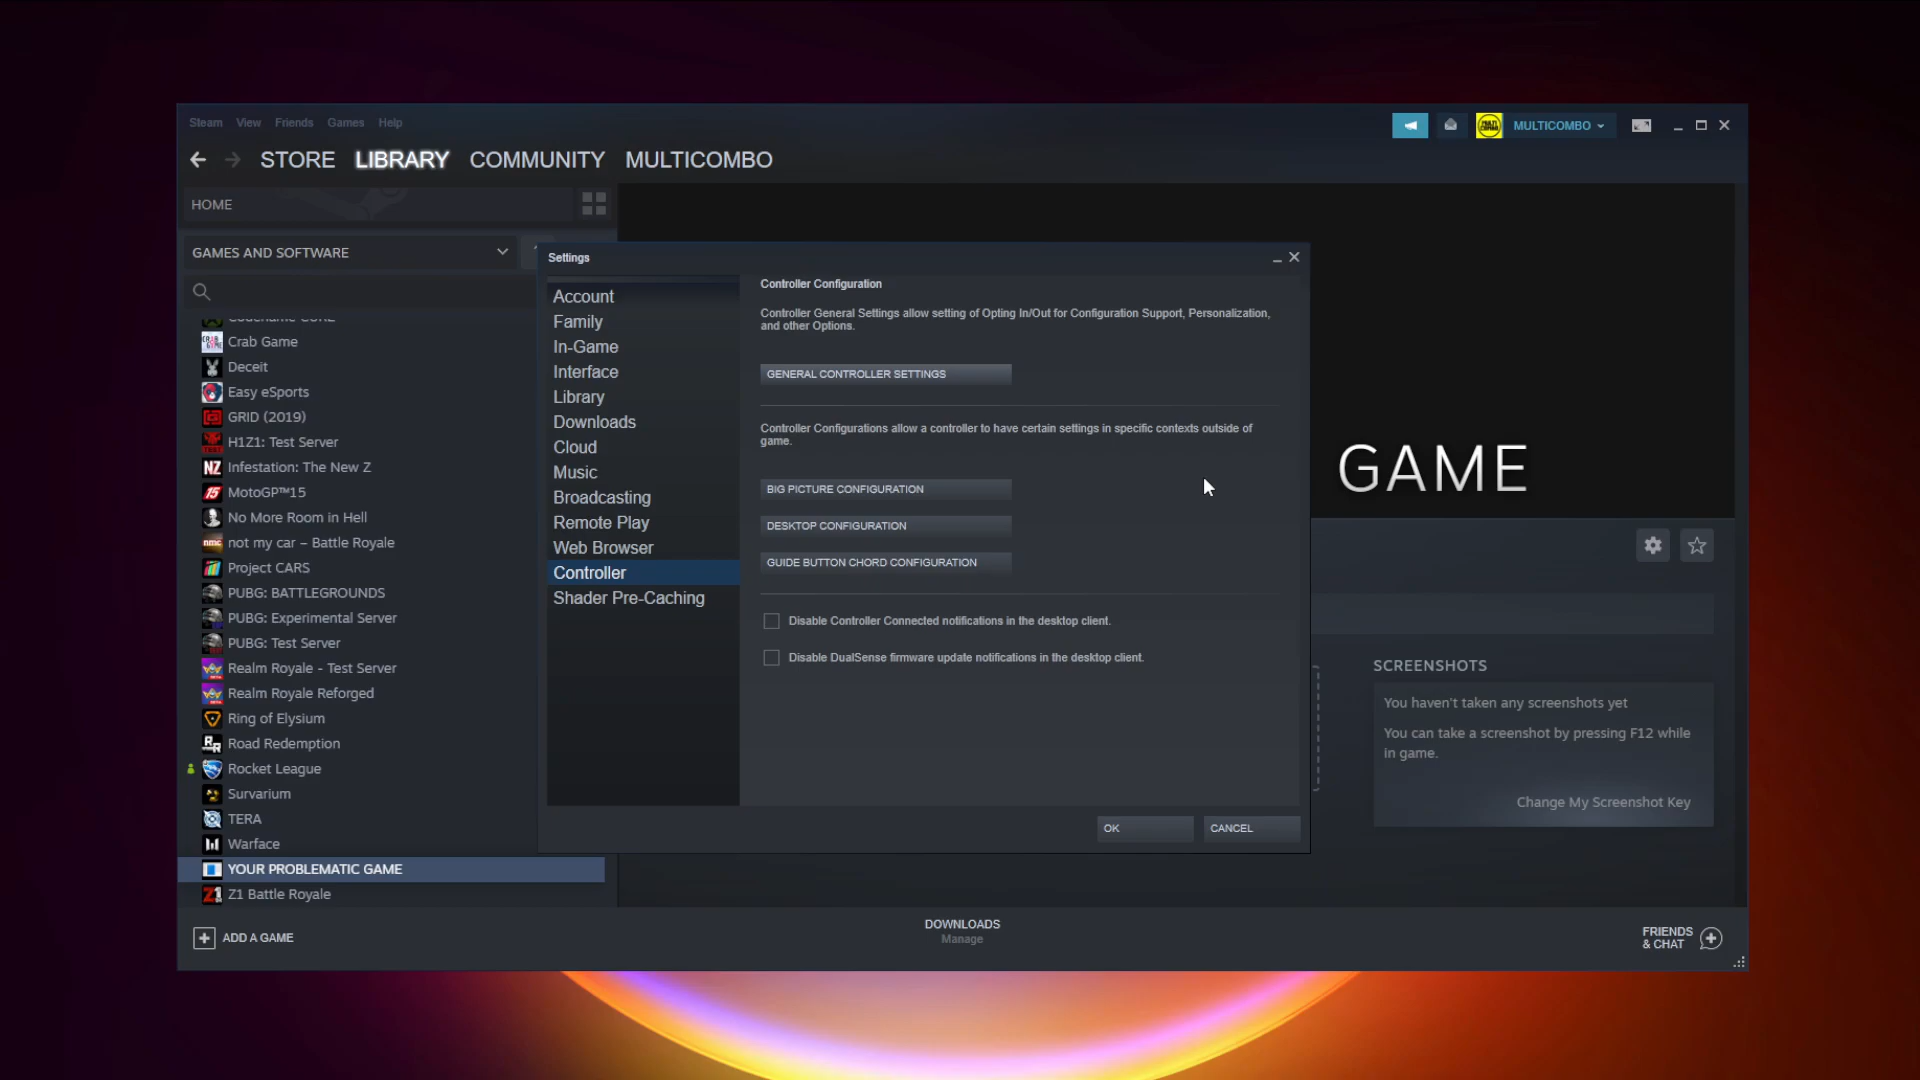 Steam View Friends Games Help
MULTICOMBO
STORE LIBRARY COMMUNITY MULTICOMBO
HOME
GAMES AND SOFTWARE
Crab Game
Deceit
Easy eSports
GRID (2019)
H1Z1: Test Server
Infestation: The New Z
MotoGP™15
No More Room in Hell
not my car – Battle Royale
Project CARS
PUBG: BATTLEGROUNDS
PUBG: Experimental Server
PUBG: Test Server
Realm Royale - Test Server
Realm Royale Reforged
Ring of Elysium
Road Redemption
Rocket League
Survarium
TERA
Warface
YOUR PROBLEMATIC GAME
Z1 Battle Royale
ADD A GAME
Settings
Account
Family
In-Game
Interface
Library
Downloads
Cloud
Music
Broadcasting
Remote Play
Web Browser
Controller
Shader Pre-Caching
Controller Configuration
Controller General Settings allow setting of Opting In/Out for Configuration Support, Personalization,
and other Options.
GENERAL CONTROLLER SETTINGS
Controller Configurations allow a controller to have certain settings in specific contexts outside of
game.
BIG PICTURE CONFIGURATION
DESKTOP CONFIGURATION
GUIDE BUTTON CHORD CONFIGURATION
Disable Controller Connected notifications in the desktop client.
Disable DualSense firmware update notifications in the desktop client.
OK
CANCEL
GAME
SCREENSHOTS
You haven't taken any screenshots yet
You can take a screenshot by pressing F12 while
in game.
Change My Screenshot Key
DOWNLOADS
Manage
FRIENDS
& CHAT